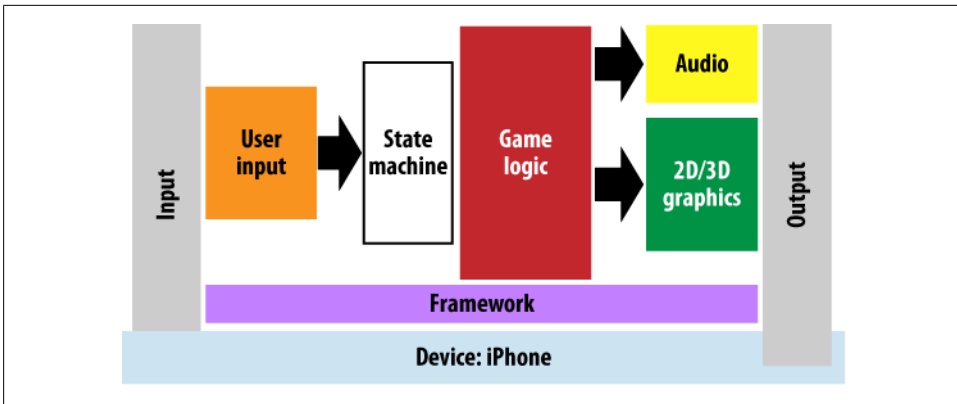 Input
User
input
State
machine
Game
logic
Audio
2D/3D
graphics
Output
Framework
Device: iPhone